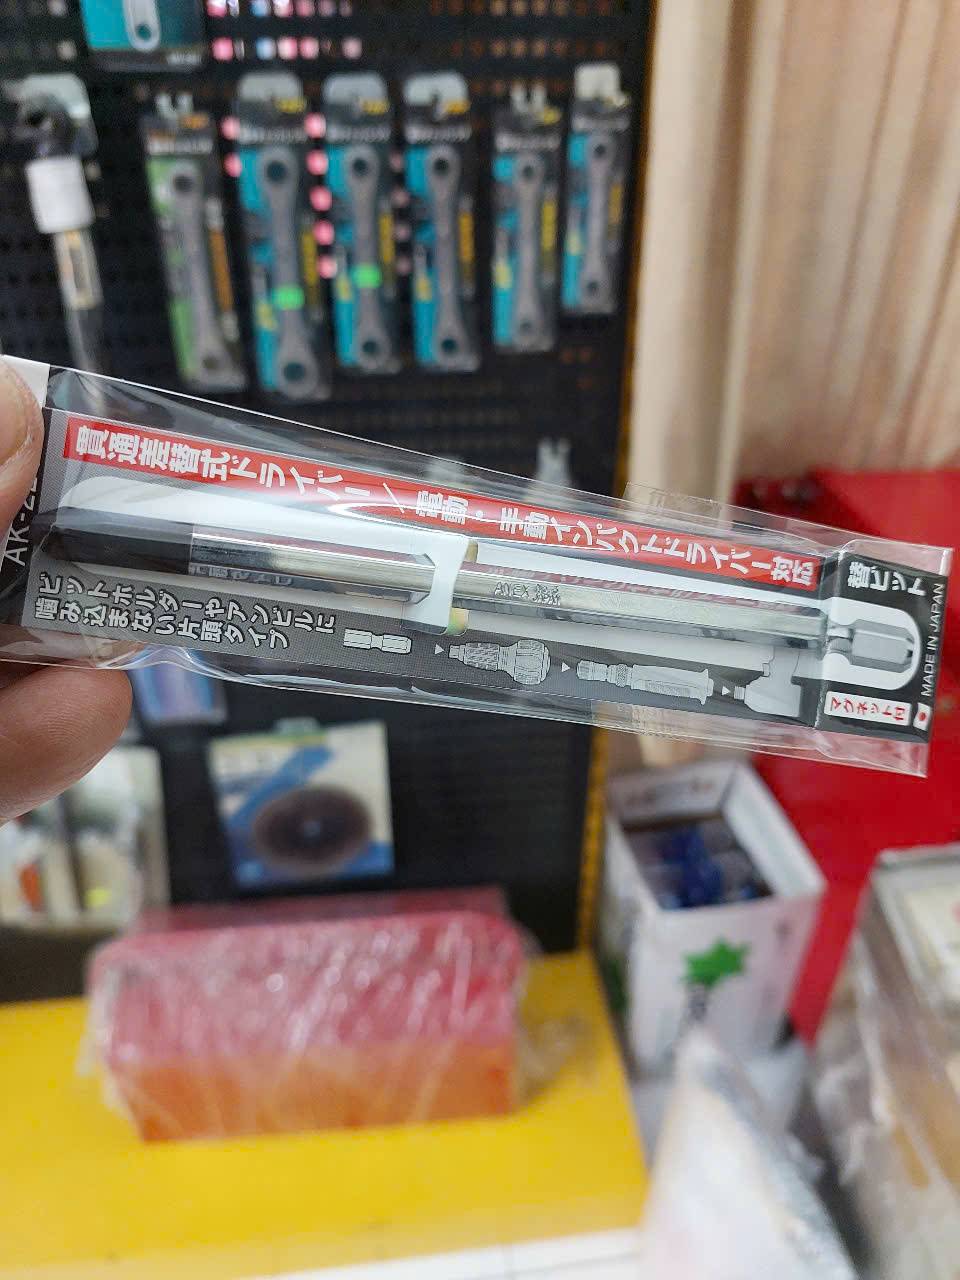 貫通差替式ドライバー/電動・手動インパクトドライバー対応
替ビット
MADE IN JAPAN
ビットホルダーやアンビルに
噛み込まない片頭タイプ
マグネット付